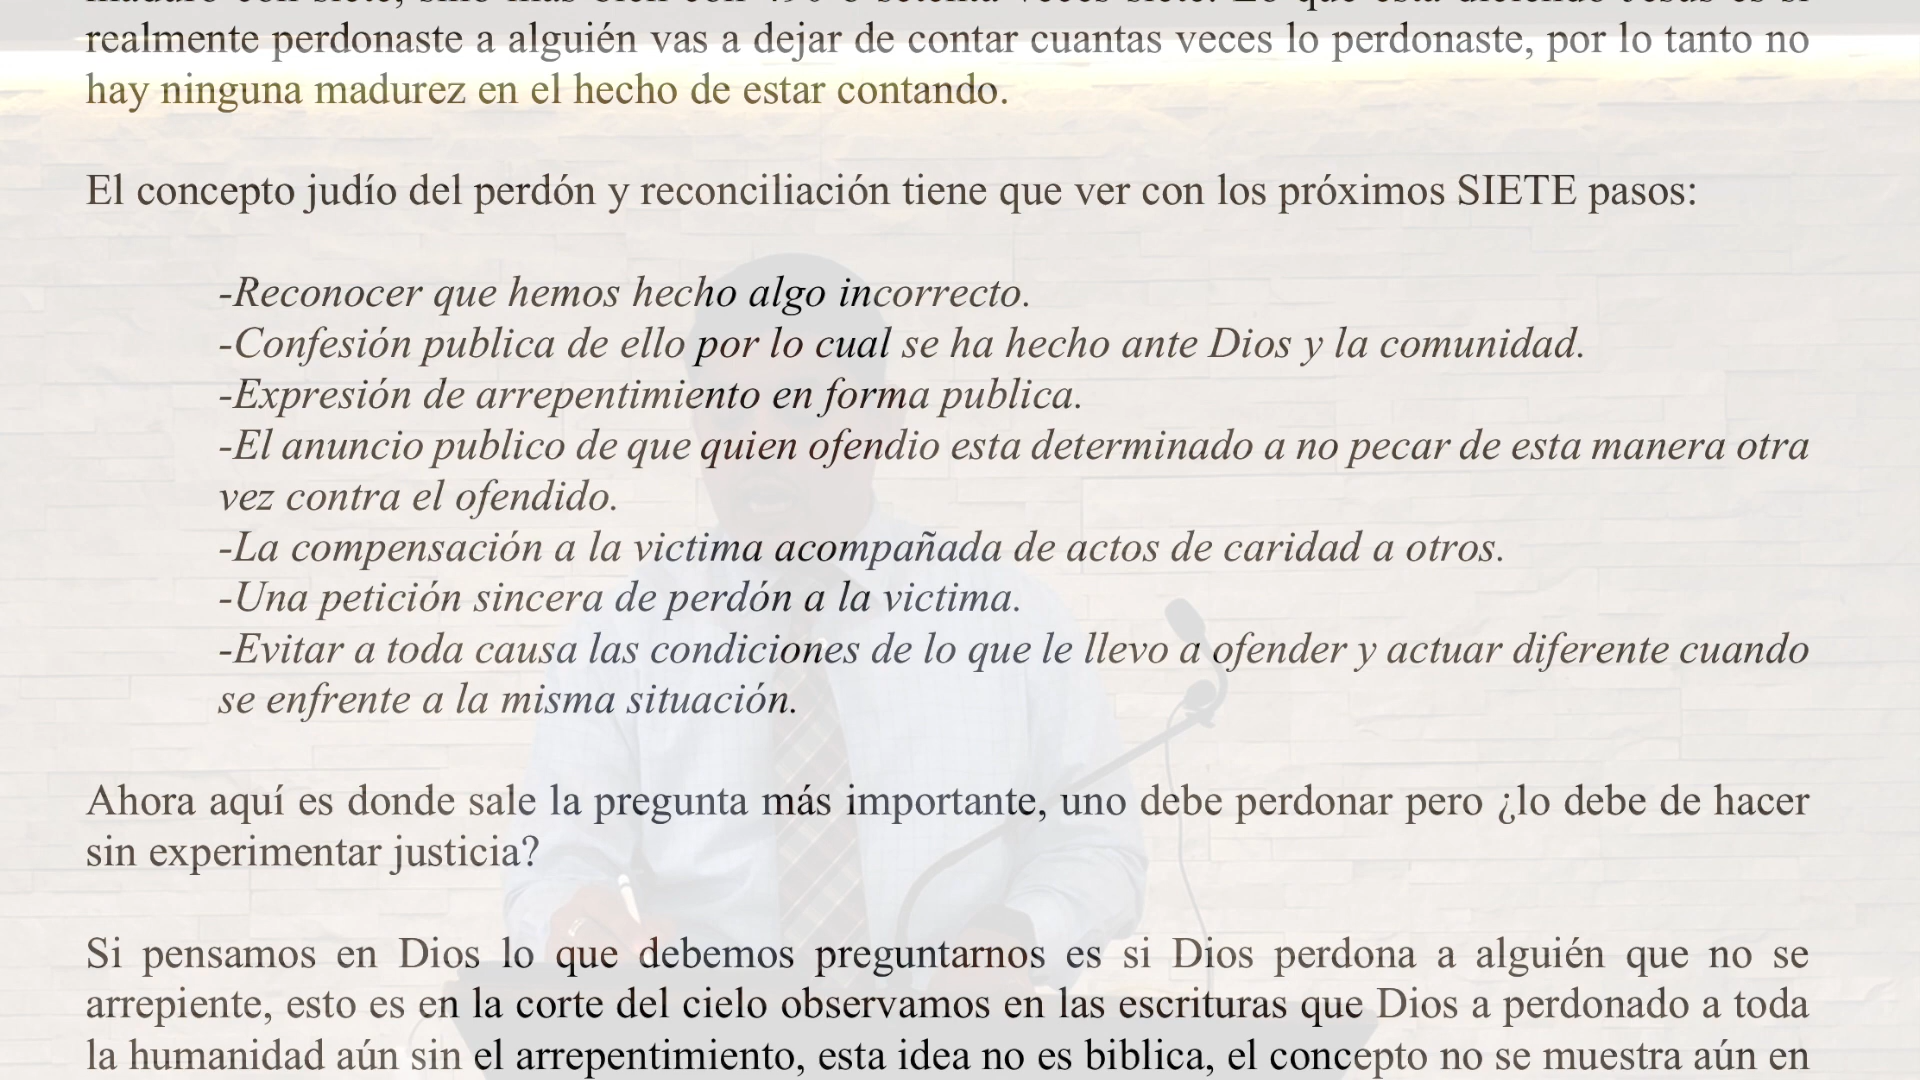 realmente perdonaste a alguién vas a dejar de contar cuantas veces lo perdonaste, por lo tanto no
hay ninguna madurez en el hecho de estar contando.
El concepto judío del perdón y reconciliación tiene que ver con los próximos SIETE pasos:
-Reconocer que hemos hecho algo incorrecto.
-Confesión publica de ello por lo cual se ha hecho ante Dios y la comunidad.
-Expresión de arrepentimiento en forma publica.
-El anuncio publico de que quien ofendio esta determinado a no pecar de esta manera otra
vez contra el ofendido.
-La compensación a la victima acompañada de actos de caridad a otros.
-Una petición sincera de perdón a la victima.
-Evitar a toda causa las condiciones de lo que le llevo a ofender y actuar diferente cuando
se enfrente a la misma situación.
Ahora aquí es donde sale la pregunta más importante, uno debe perdonar pero ¿lo debe de hacer
sin experimentar justicia?
Si pensamos en Dios lo que debemos preguntarnos es si Dios perdona a alguién que no se
arrepiente, esto es en la corte del cielo observamos en las escrituras que Dios a perdonado a toda
la humanidad aún sin el arrepentimiento, esta idea no es biblica, el concepto no se muestra aún en